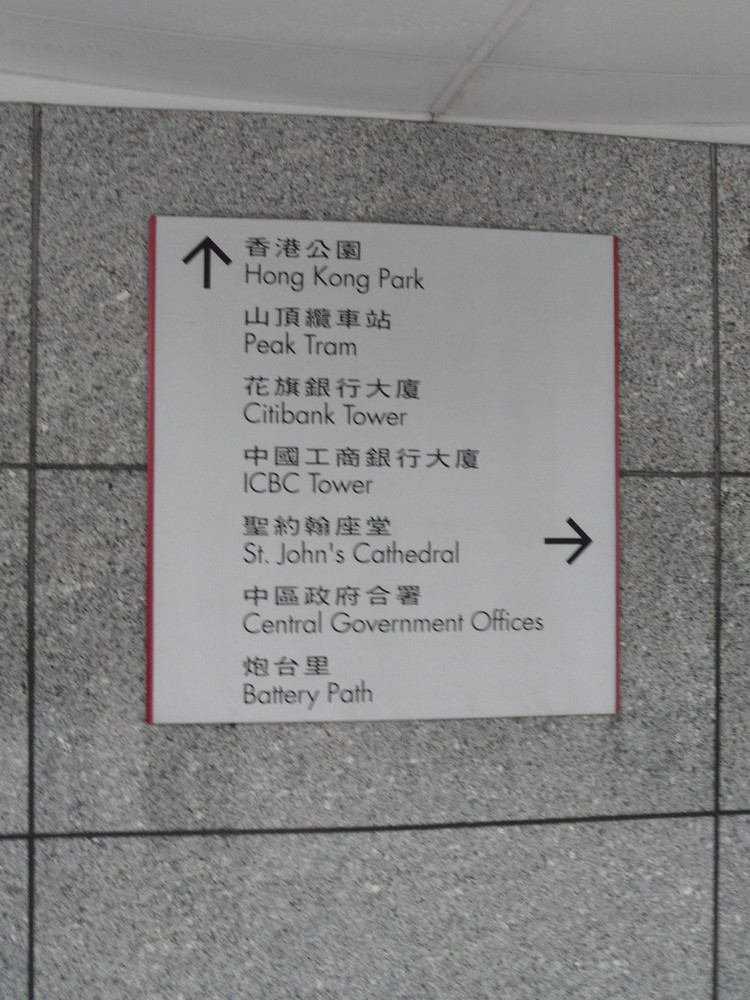 香港公園
Hong Kong Park
山頂纜車站
Peak Tram
花旗銀行大廈
Citibank Tower
中國工商銀行大廈
ICBC Tower
聖約翰座堂
St. John's Cathedral
中區政府合署
Central Government Offices
炮台里
Battery Path